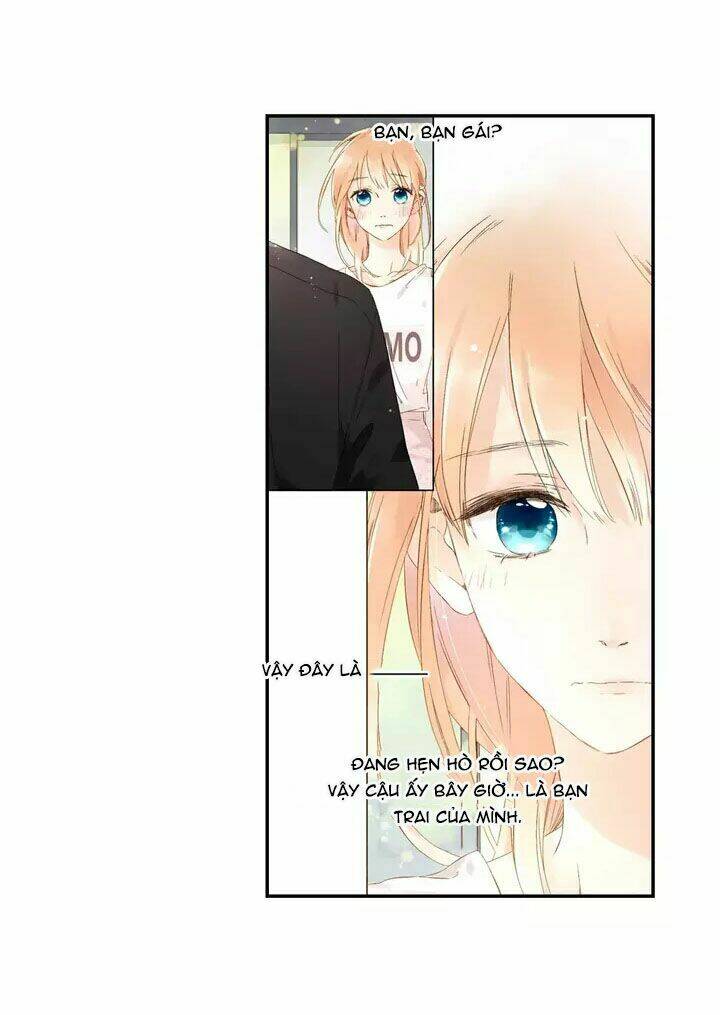 BẠN, BẠN GÁI?
MO
VẬY ĐÂY LÀ
ĐANG HẸN HÒ RỒI SAO?
VẬY CẬU ẤY BÂY GIỜ... LÀ BẠN
TRAI CỦA MÌNH.